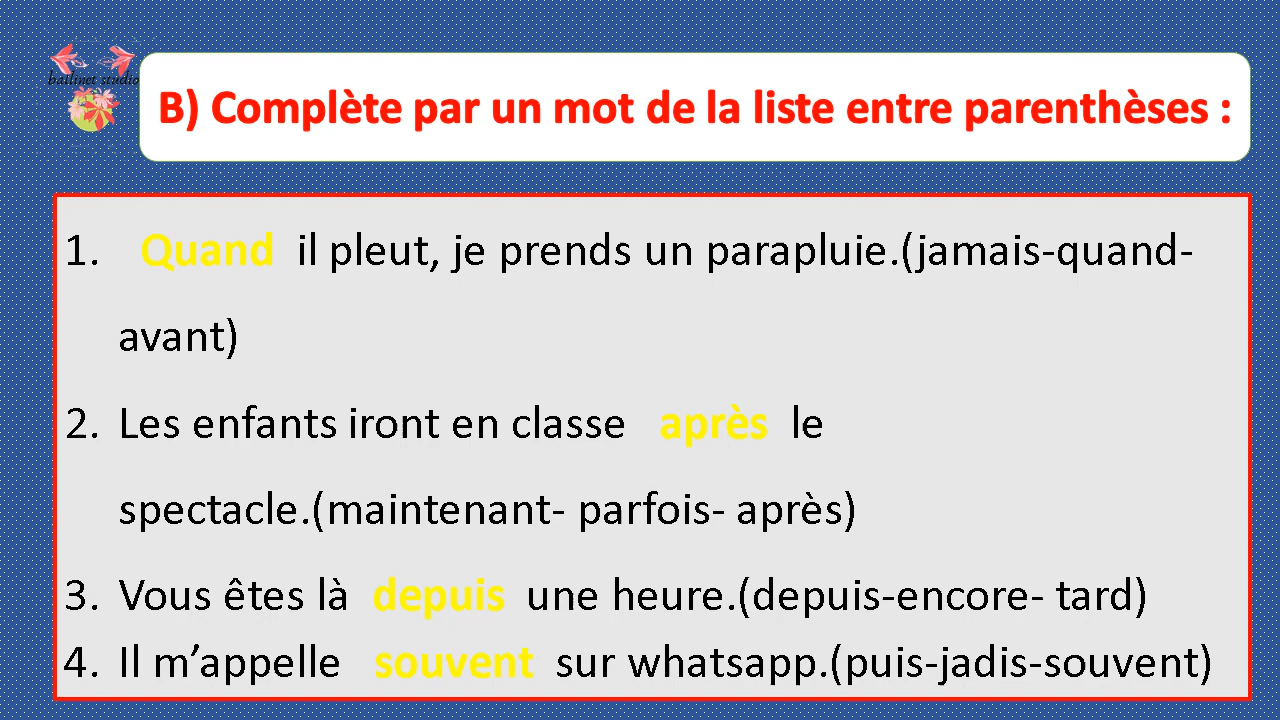 batlinet studio
B) Complète par un mot de la liste entre parenthèses :
1. Quand il pleut, je prends un parapluie.(jamais-quand-
avant)
2. Les enfants iront en classe après le
spectacle.(maintenant- parfois- après)
3. Vous êtes là depuis une heure.(depuis-encore- tard)
4. Il m’appelle souvent sur whatsapp.(puis-jadis-souvent)